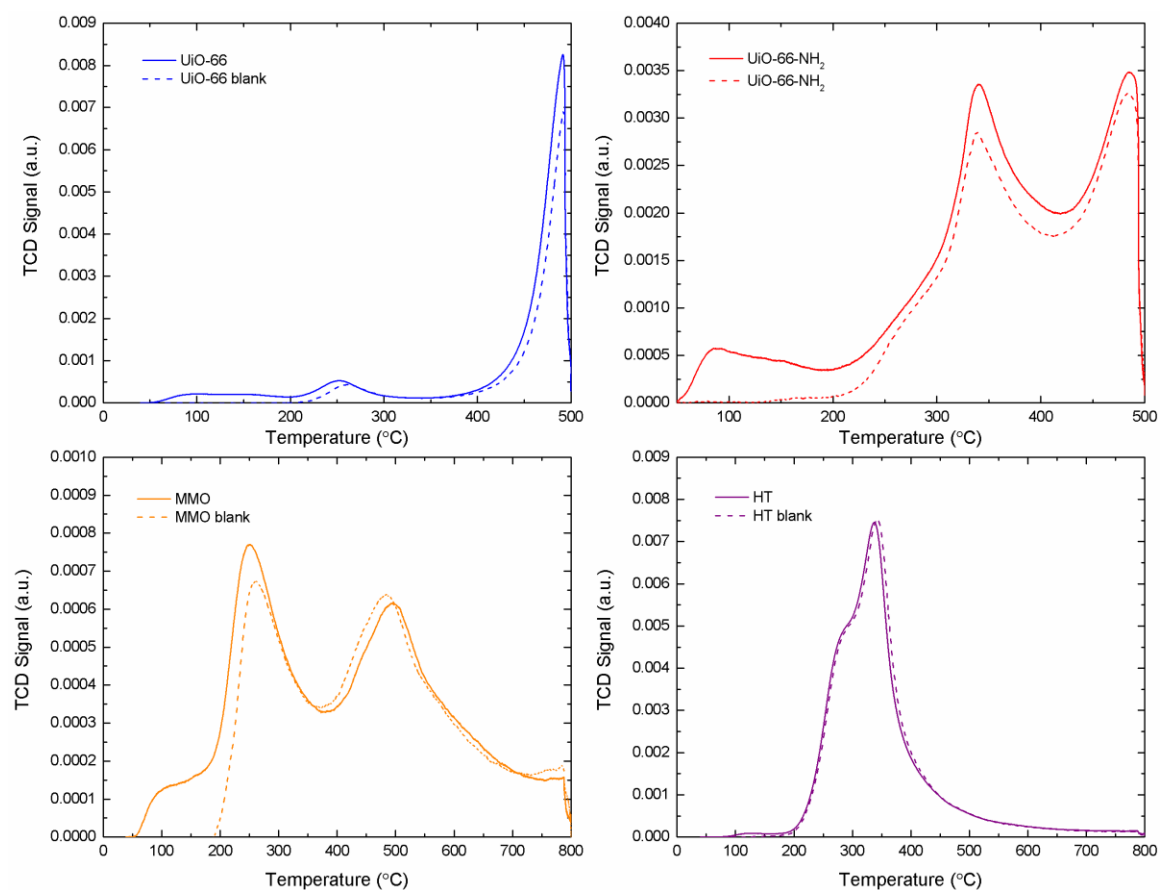 0.009
0.008
0.007
0.006
0.005
0.004
0.003
0.002
0.001
0.000
TCD Signal (a.u.)
UiO-66
UiO-66 blank
0 100 200 300 400 500
Temperature (°C)
0.0040
0.0035
0.0030
0.0025
0.0020
0.0015
0.0010
0.0005
0.0000
TCD Signal (a.u.)
UiO-66-NH₂
UiO-66-NH₂
100 200 300 400 500
Temperature (°C)
0.0010
0.0009
0.0008
0.0007
0.0006
0.0005
0.0004
0.0003
0.0002
0.0001
0.0000
TCD Signal (a.u.)
MMO
MMO blank
0 100 200 300 400 500 600 700 800
Temperature (°C)
0.009
0.008
0.007
0.006
0.005
0.004
0.003
0.002
0.001
0.000
TCD Signal (a.u.)
HT
HT blank
0 100 200 300 400 500 600 700 800
Temperature (°C)